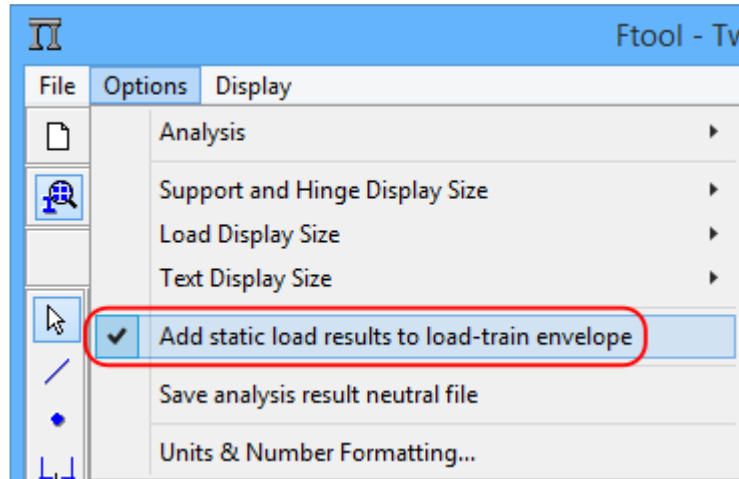 Ftool - Tw
File Options Display
Analysis
Support and Hinge Display Size
Load Display Size
Text Display Size
Add static load results to load-train envelope
Save analysis result neutral file
Units & Number Formatting...